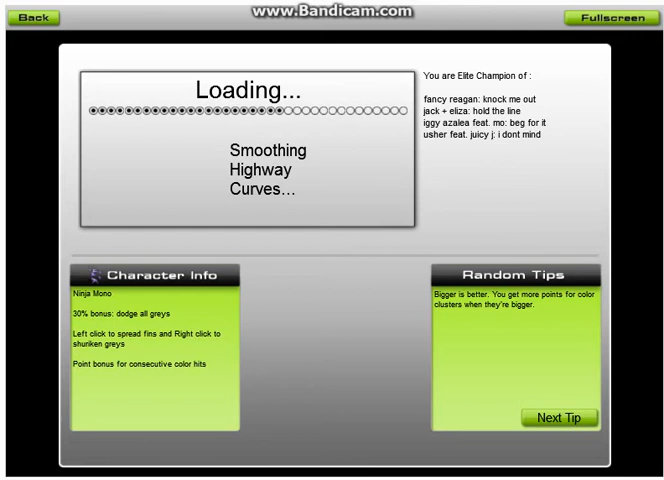 www.Bandicam.com
Back
Fullscreen
Loading...
Smoothing
Highway
Curves...
You are Elite Champion of :
fancy reagan: knock me out
jack + eliza: hold the line
iggy azalea feat. mo: beg for it
usher feat. juicy j: i dont mind
Character Info
Ninja Mono
30% bonus: dodge all greys
Left click to spread fins and Right click to
shuriken greys
Point bonus for consecutive color hits
Random Tips
Bigger is better. You get more points for color
clusters when they're bigger.
Next Tip